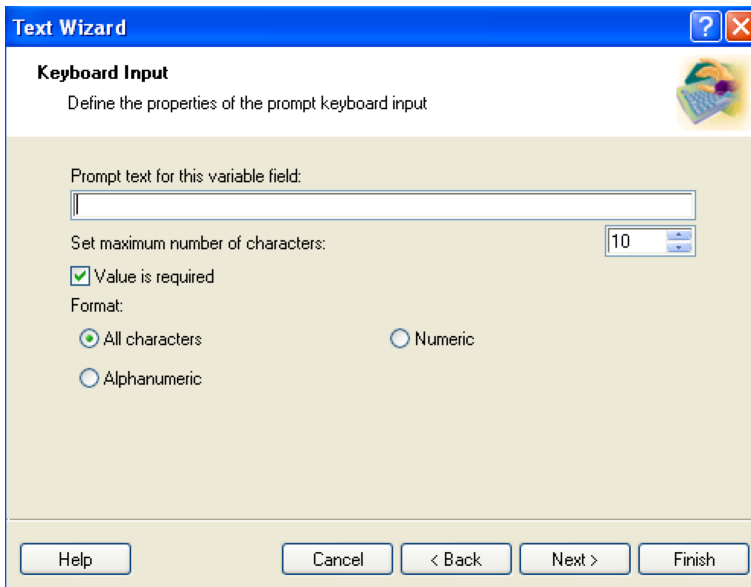 Text Wizard
Keyboard Input
Define the properties of the prompt keyboard input
Prompt text for this variable field:
Set maximum number of characters: 10
Value is required
Format:
All characters Numeric
Alphanumeric
Help Cancel < Back Next > Finish